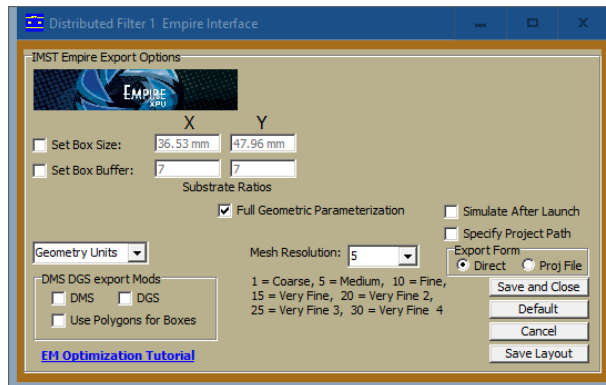 Distributed Filter 1 Empire Interface
IMST Empire Export Options
EMPIRE
XPU
X Y
Set Box Size: 36.53 mm 47.96 mm
Set Box Buffer: 7 7
Substrate Ratios
Full Geometric Parameterization
Simulate After Launch
Specify Project Path
Geometry Units
Mesh Resolution: 5
Export Form
Direct Proj File
DMS DGS export Mods
DMS DGS
Use Polygons for Boxes
1 = Coarse, 5 = Medium, 10 = Fine,
15 = Very Fine, 20 = Very Fine 2,
25 = Very Fine 3, 30 = Very Fine 4
Save and Close
Default
Cancel
Save Layout
EM Optimization Tutorial